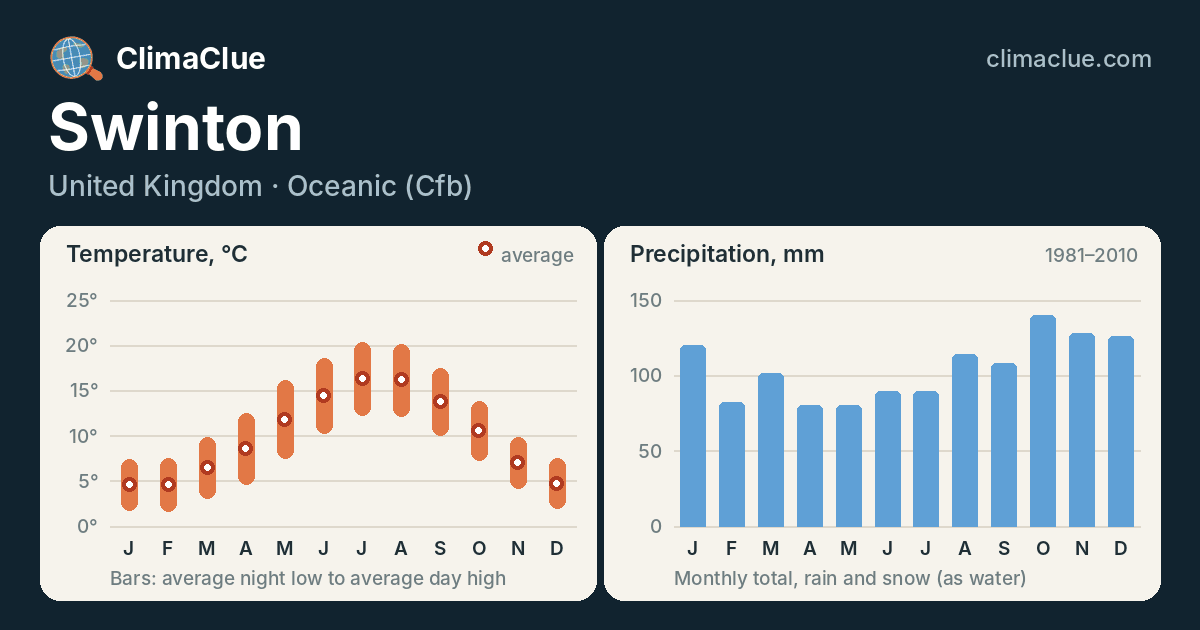 ClimaClue
climaclue.com
Swinton
United Kingdom · Oceanic (Cfb)
Temperature, °C
average
25°
20°
15°
10°
5°
0°
J F M A M J J A S O N D
Bars: average night low to average day high
Precipitation, mm
1981–2010
150
100
50
0
J F M A M J J A S O N D
Monthly total, rain and snow (as water)